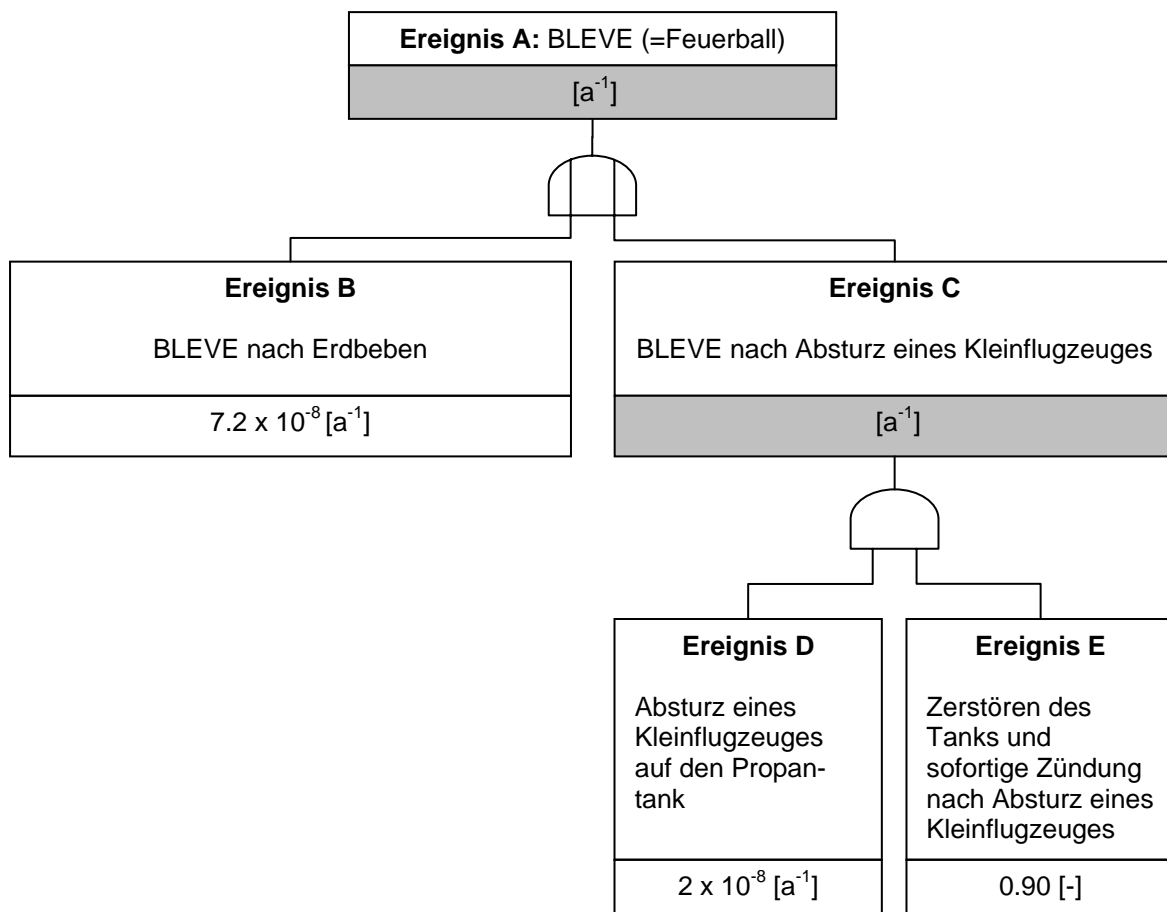 Ereignis A: BLEVE (=Feuerball)
[a⁻¹]
Ereignis B
BLEVE nach Erdbeben
7.2 x 10⁻⁸ [a⁻¹]
Ereignis C
BLEVE nach Absturz eines Kleinflugzeuges
[a⁻¹]
Ereignis D
Absturz eines
Kleinflugzeuges
auf den Propan-
tank
2 x 10⁻⁸ [a⁻¹]
Ereignis E
Zerstören des
Tanks und
sofortige Zündung
nach Absturz eines
Kleinflugzeuges
0.90 [-]